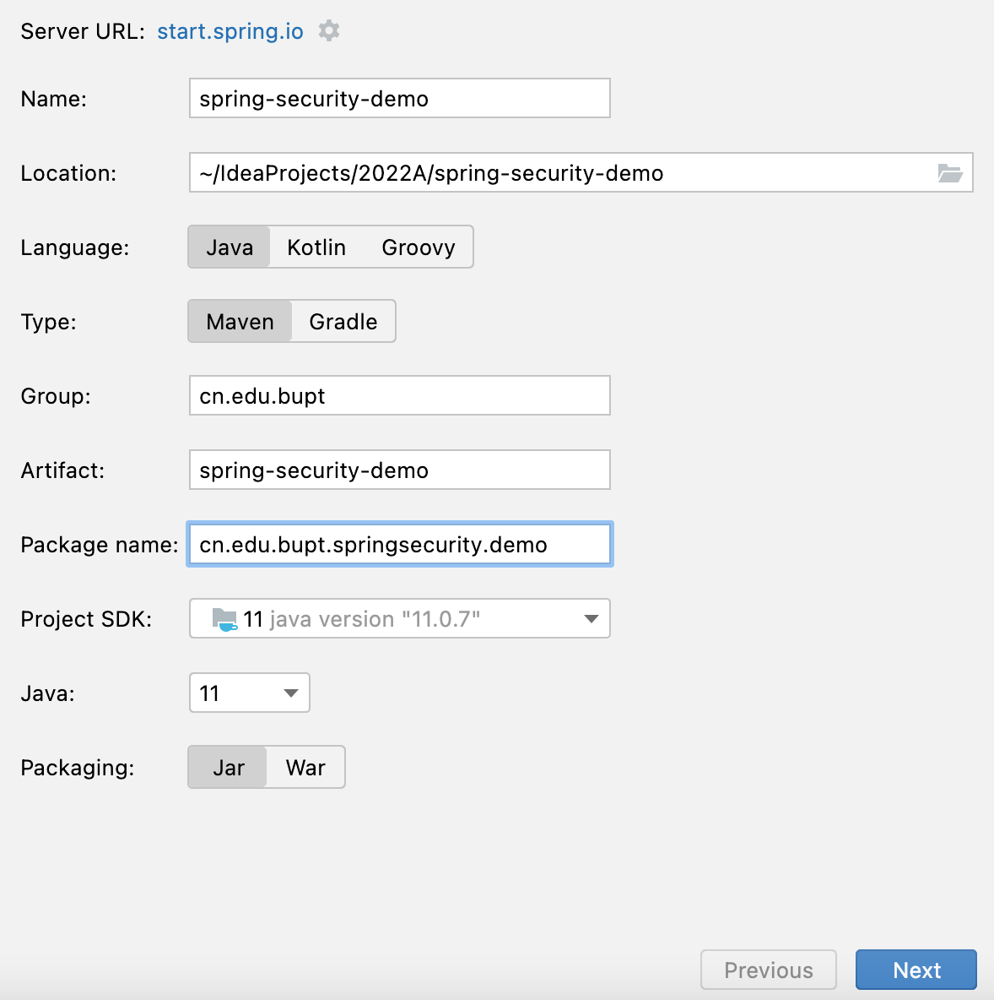 Server URL: start.spring.io
Name: spring-security-demo
Location: ~/IdeaProjects/2022A/spring-security-demo
Language: Java Kotlin Groovy
Type: Maven Gradle
Group: cn.edu.bupt
Artifact: spring-security-demo
Package name: cn.edu.bupt.springsecurity.demo
Project SDK: 11 java version "11.0.7"
Java: 11
Packaging: Jar War
Previous Next